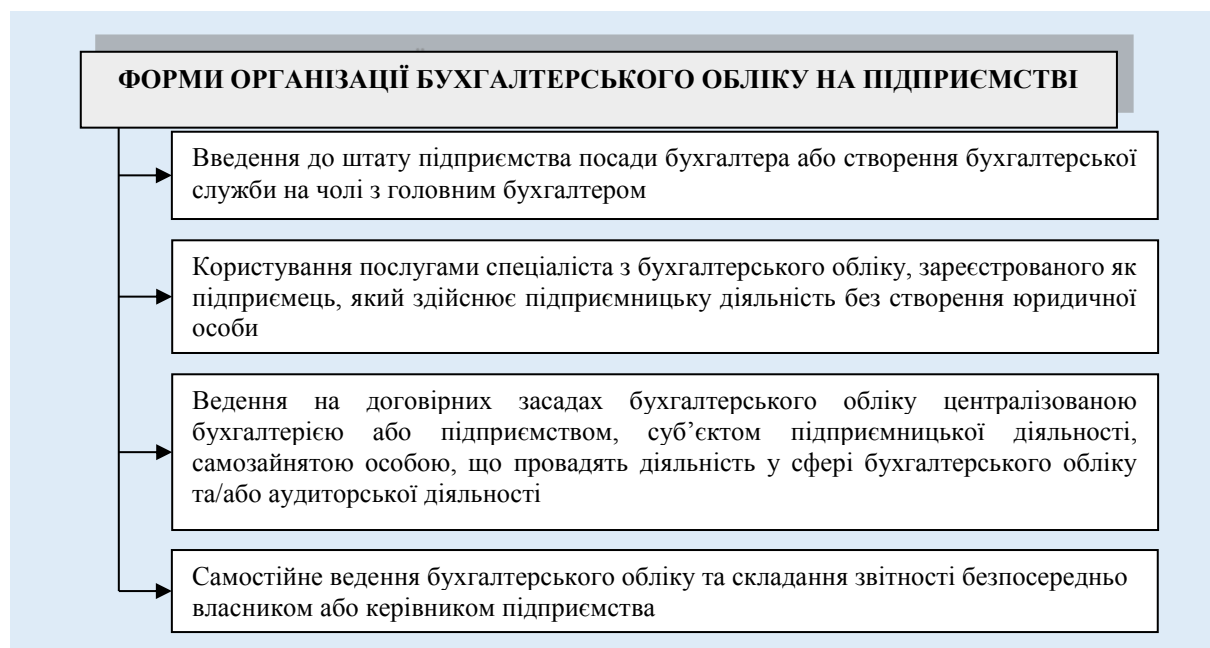 ФОРМИ ОРГАНІЗАЦІЇ БУХГАЛТЕРСЬКОГО ОБЛІКУ НА ПІДПРИЄМСТВІ
Введення до штату підприємства посади бухгалтера або створення бухгалтерської
служби на чолі з головним бухгалтером
Користування послугами спеціаліста з бухгалтерського обліку, зареєстрованого як
підприємець, який здійснює підприємницьку діяльність без створення юридичної
особи
Ведення на договірних засадах бухгалтерського обліку централізованою
бухгалтерією або підприємством, суб’єктом підприємницької діяльності,
самозайнятою особою, що провадять діяльність у сфері бухгалтерського обліку
та/або аудиторської діяльності
Самостійне ведення бухгалтерського обліку та складання звітності безпосередньо
власником або керівником підприємства